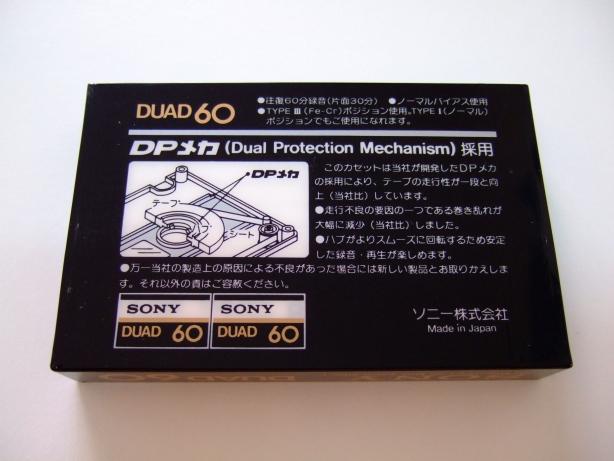 DUAD 60
●往復60分録音(片面30分) ●ノーマルバイアス使用
●TYPE Ⅲ (Fe-Cr)ポジション使用。TYPE Ⅰ(ノーマル)
ポジションでもご使用になれます。
DPメカ (Dual Protection Mechanism) 採用
DPメカ
テープ
シート
このカセットは当社が開発したDPメカ
の採用により、テープの走行性が一段と向
上(当社比)しています。
●走行不良の要因の一つである巻き乱れが
大幅に減少(当社比)しました。
●ハブがよりスムーズに回転するため安定
した録音・再生が楽しめます。
●万一当社の製造上の原因による不良があった場合には新しい製品とお取りかえしま
す。それ以外の責はご容赦ください。
SONY
DUAD 60
SONY
DUAD 60
ソニー株式会社
Made in Japan
DUAD 60